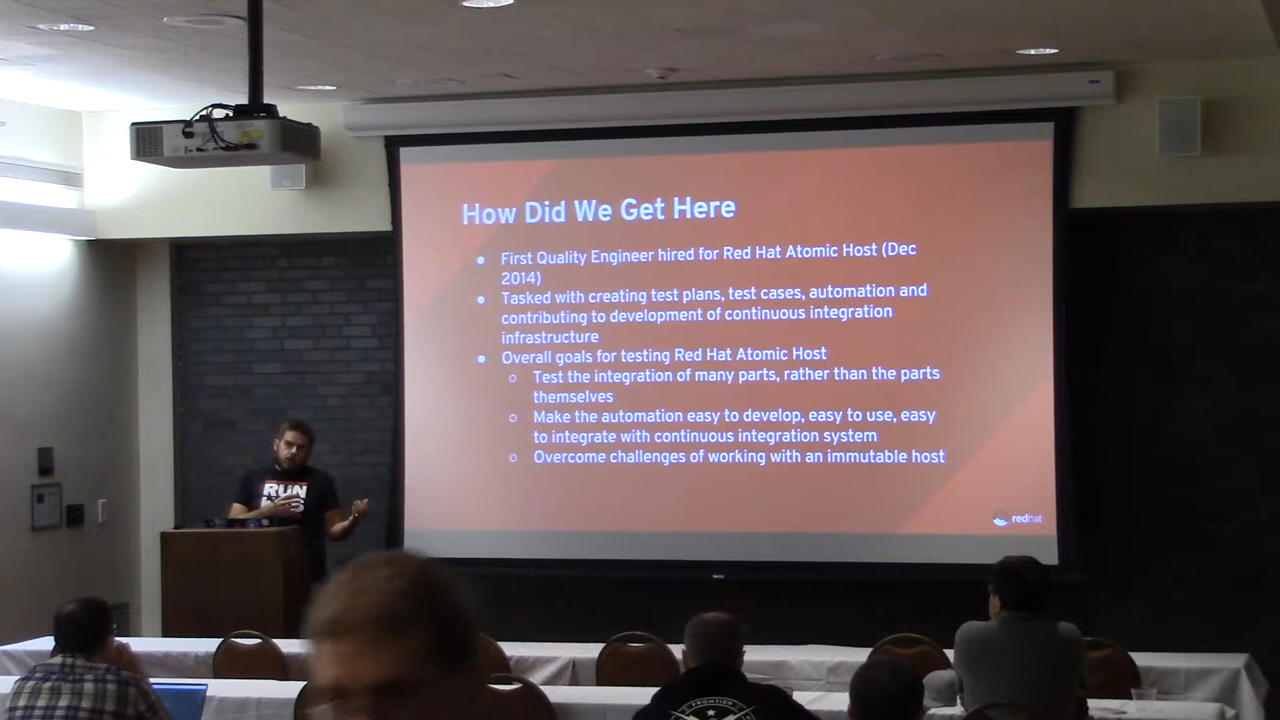 How Did We Get Here
First Quality Engineer hired for Red Hat Atomic Host (Dec
2014)
Tasked with creating test plans, test cases, automation and
contributing to development of continuous integration
infrastructure
Overall goals for testing Red Hat Atomic Host
Test the integration of many parts, rather than the parts
themselves
Make the automation easy to develop, easy to use, easy
to integrate with continuous integration system
Overcome challenges of working with an immutable host
redhat
RUN
FRONTIER